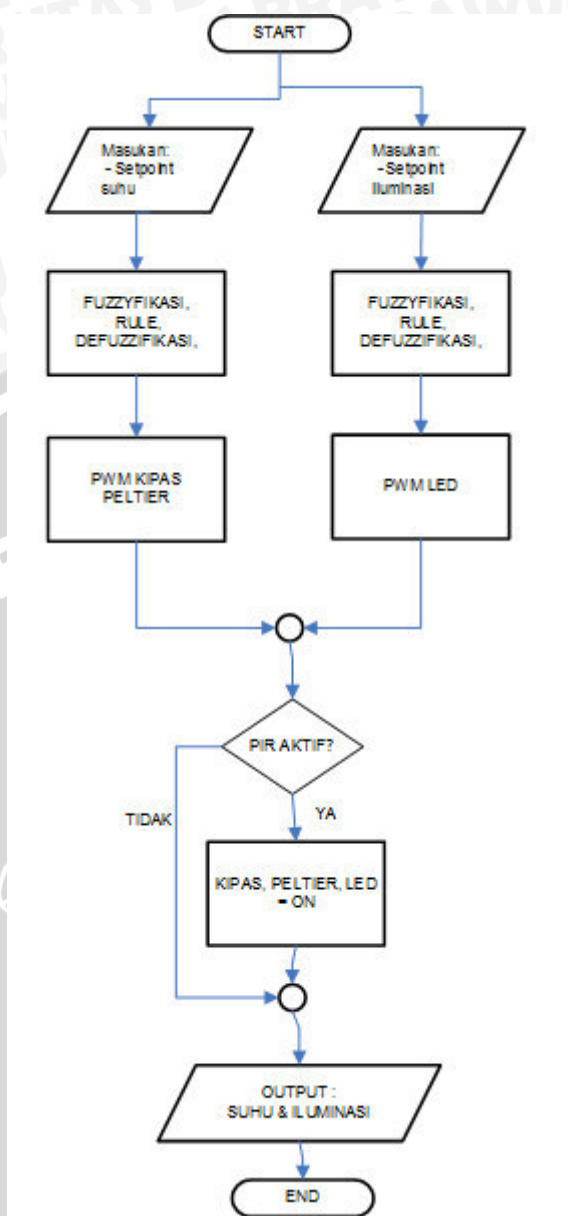 START
Masukan:
- Setpoint
suhu
Masukan:
- Setpoint
Iluminasi
FUZZYFIKASI,
RULE,
DEFUZZIFIKASI,
FUZZYFIKASI,
RULE,
DEFUZZIFIKASI,
PWM KIPAS
PELTIER
PWM LED
PIR AKTIF?
TIDAK
YA
KIPAS, PELTIER, LED
= ON
OUTPUT :
SUHU & ILUMINASI
END